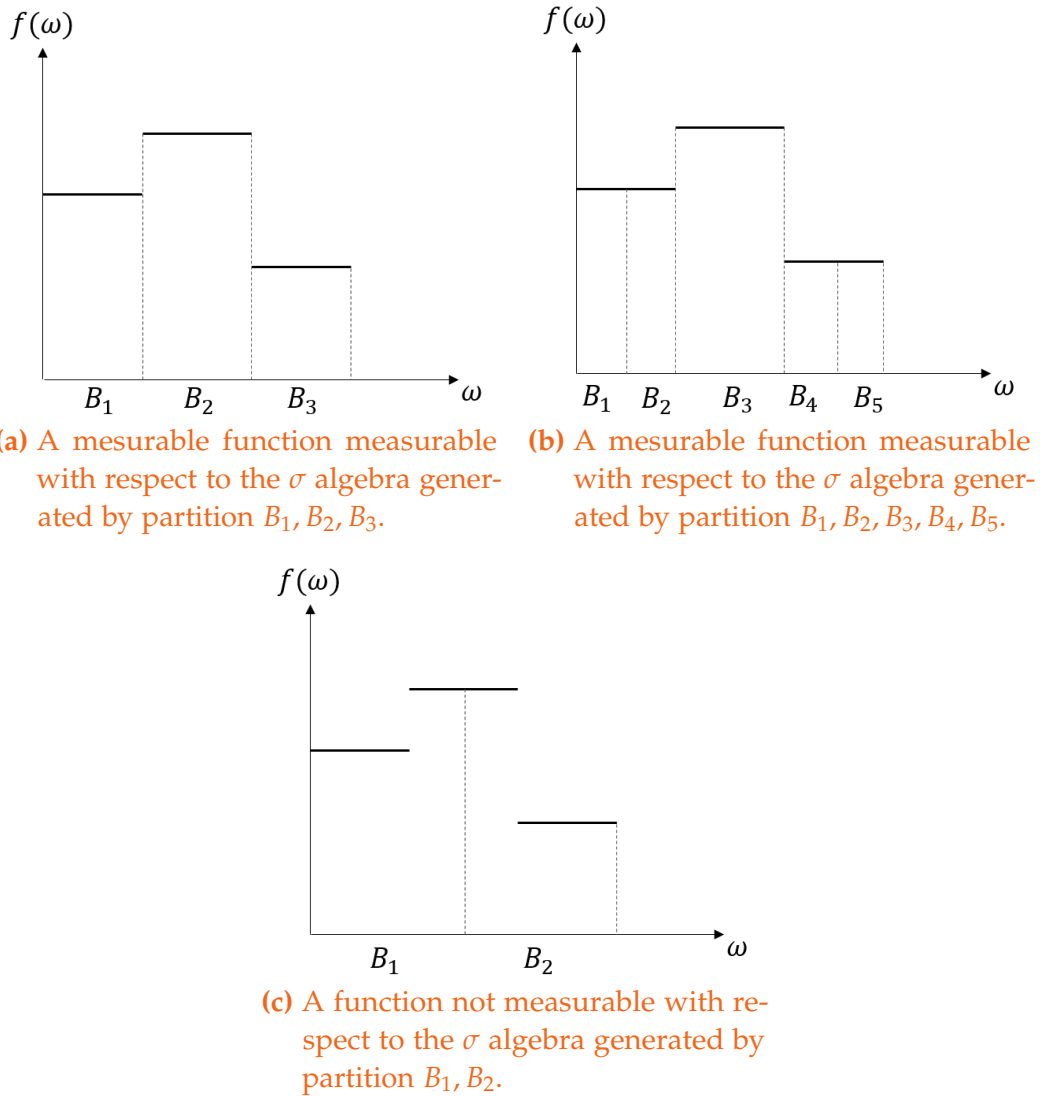 f(ω)
B₁ B₂ B₃ ω
(a) A mesurable function measurable
with respect to the σ algebra gener-
ated by partition B₁, B₂, B₃.
f(ω)
B₁ B₂ B₃ B₄ B₅ ω
(b) A mesurable function measurable
with respect to the σ algebra gener-
ated by partition B₁, B₂, B₃, B₄, B₅.
f(ω)
B₁ B₂ ω
(c) A function not measurable with re-
spect to the σ algebra generated by
partition B₁, B₂.